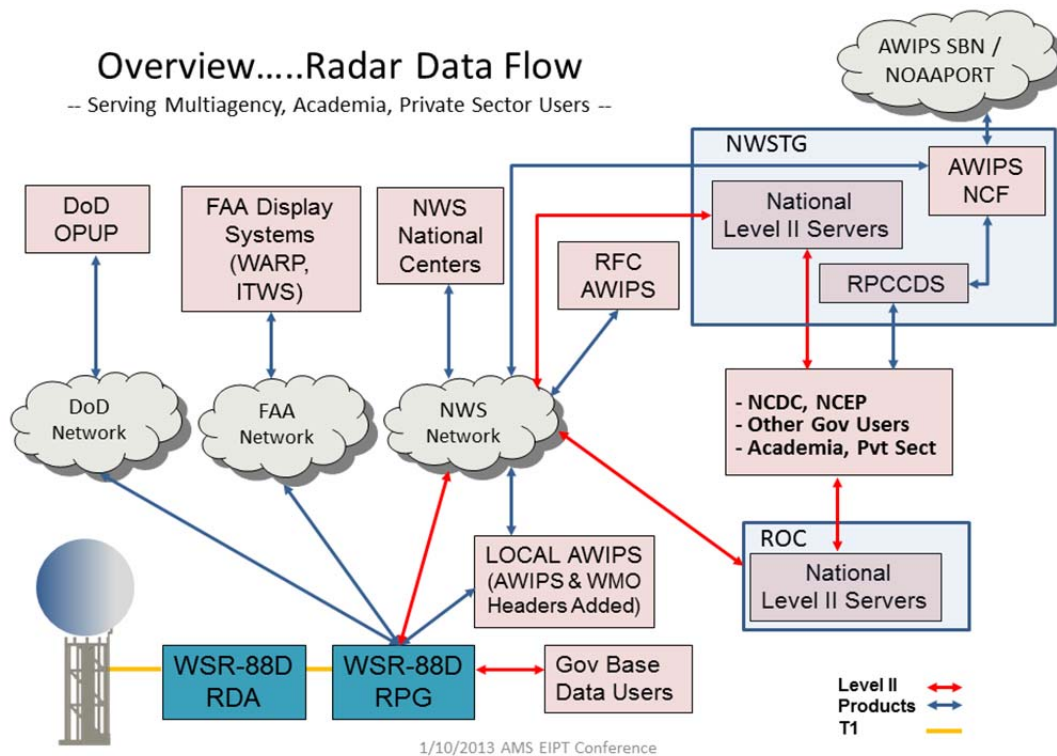 Overview.....Radar Data Flow
-- Serving Multiagency, Academia, Private Sector Users --
AWIPS SBN /
NOAAPORT
NWSTG
AWIPS
NCF
National
Level II Servers
RPCCDS
DoD
OPUP
FAA Display
Systems
(WARP,
ITWS)
NWS
National
Centers
RFC
AWIPS
DoD
Network
FAA
Network
NWS
Network
- NCDC, NCEP
- Other Gov Users
- Academia, Pvt Sect
LOCAL AWIPS
(AWIPS & WMO
Headers Added)
ROC
National
Level II Servers
WSR-88D
RDA
WSR-88D
RPG
Gov Base
Data Users
Level II
Products
T1
1/10/2013 AMS EIPT Conference